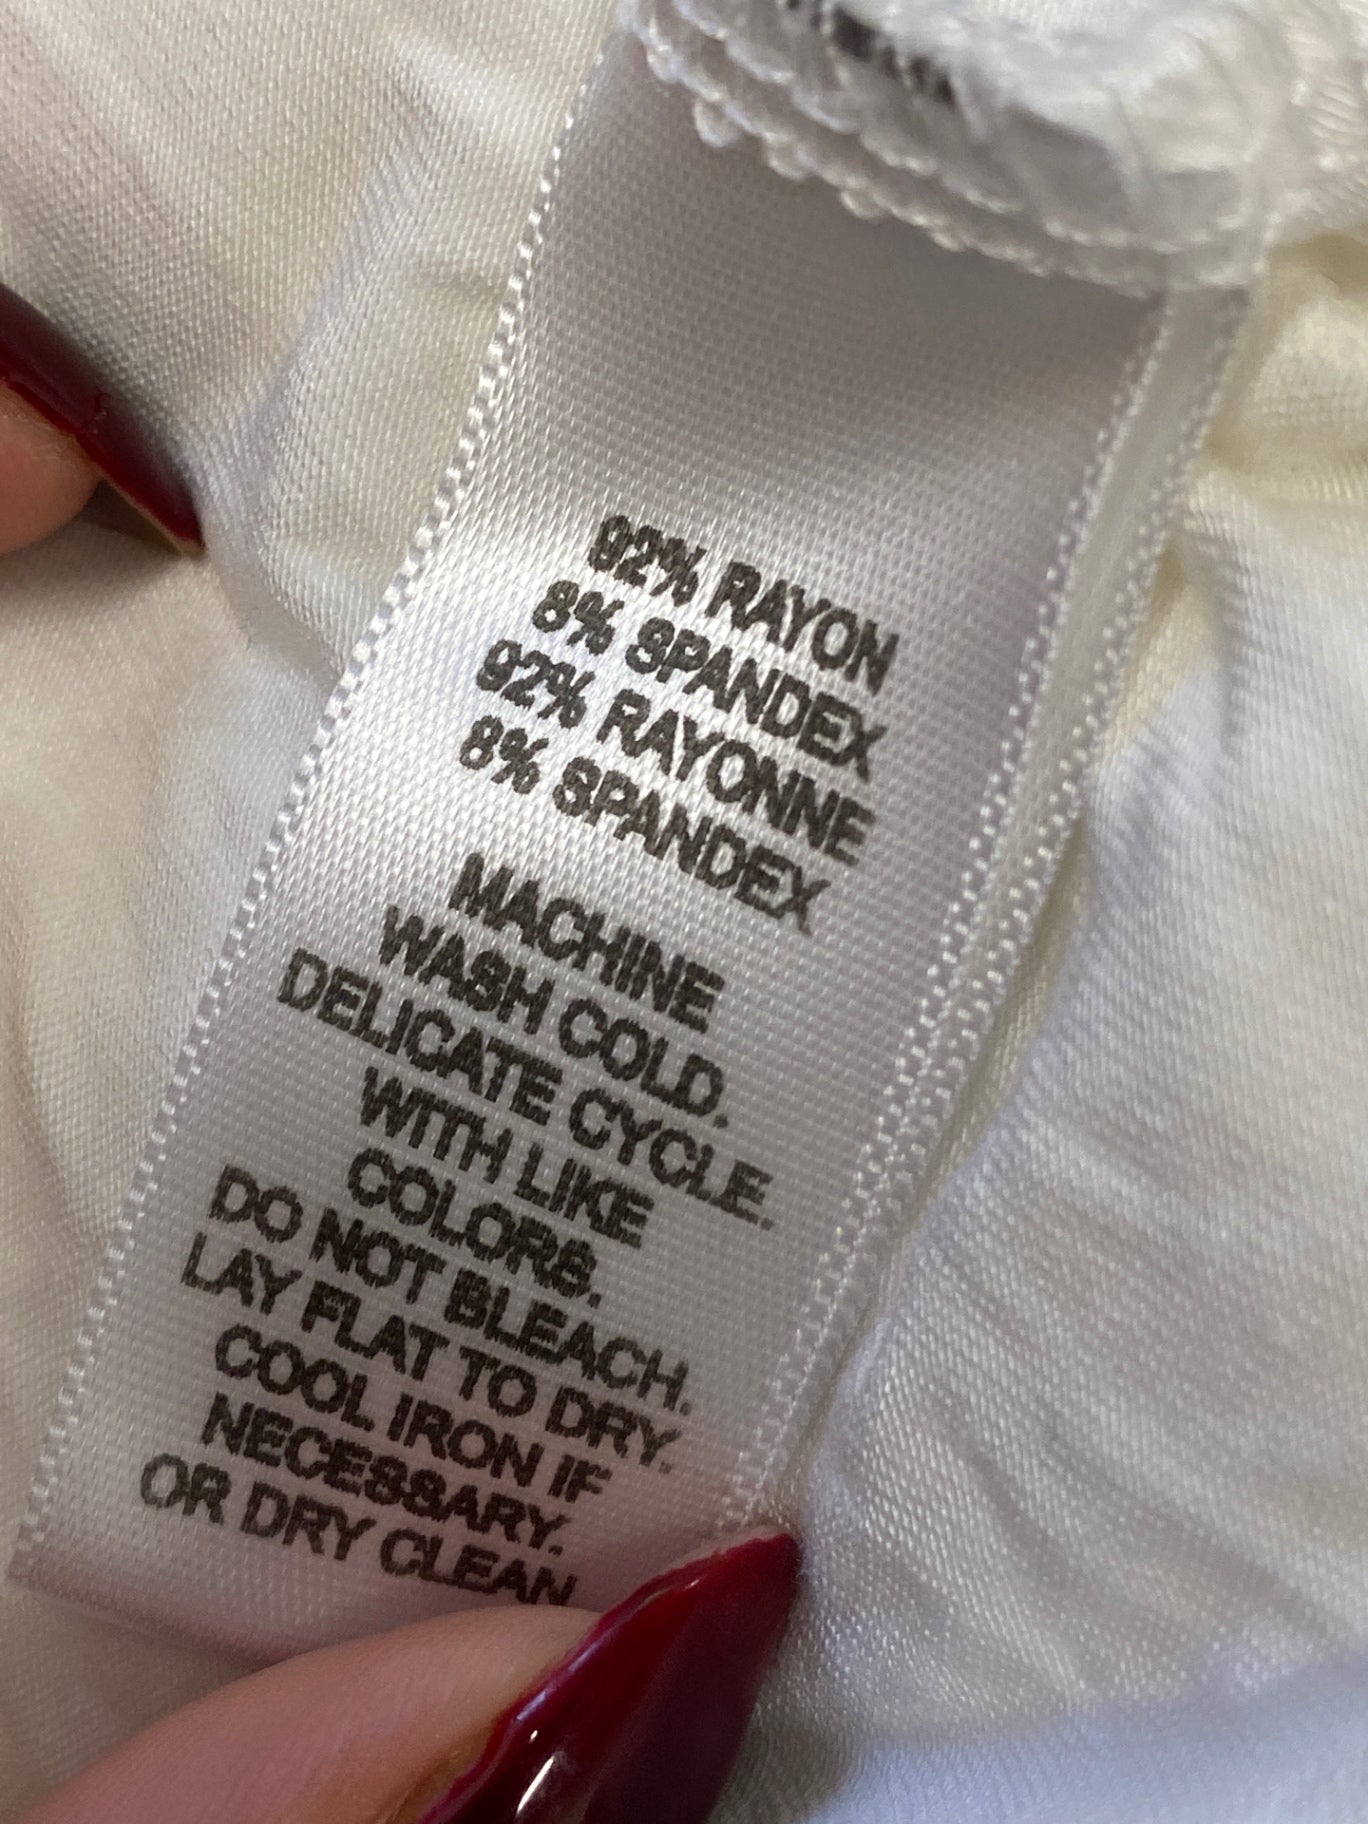 92% RAYON
8% SPANDEX
92% RAYONNE
8% SPANDEX
MACHINE
WASH COLD.
DELICATE CYCLE.
WITH LIKE
COLORS.
DO NOT BLEACH.
LAY FLAT TO DRY.
COOL IRON IF
NECESSARY.
OR DRY CLEAN